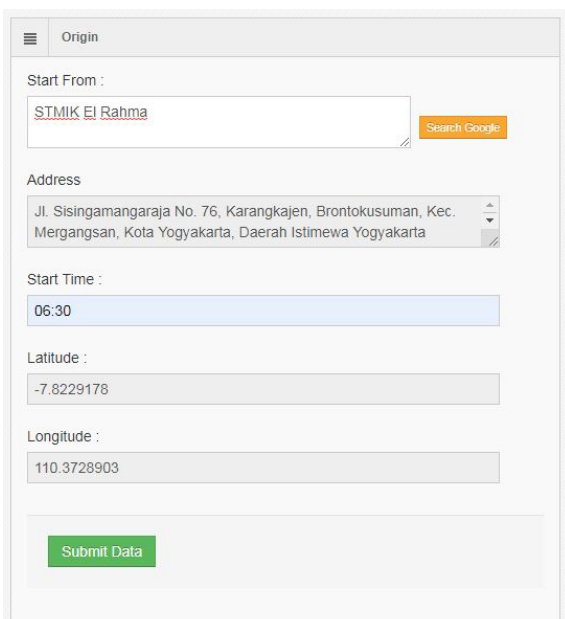 Origin
Start From :
STMIK El Rahma
Search Google
Address
Jl. Sisingamangaraja No. 76, Karangkajen, Brontokusuman, Kec.
Mergangsan, Kota Yogyakarta, Daerah Istimewa Yogyakarta
Start Time :
06:30
Latitude :
-7.8229178
Longitude :
110.3728903
Submit Data